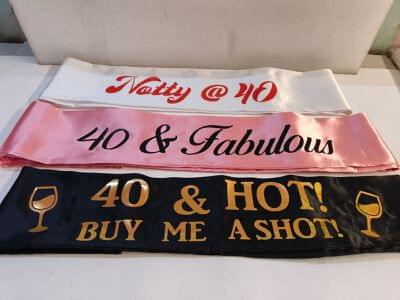 Notty @ 40
40 & Fabulous
40 & HOT!
BUY ME A SHOT!